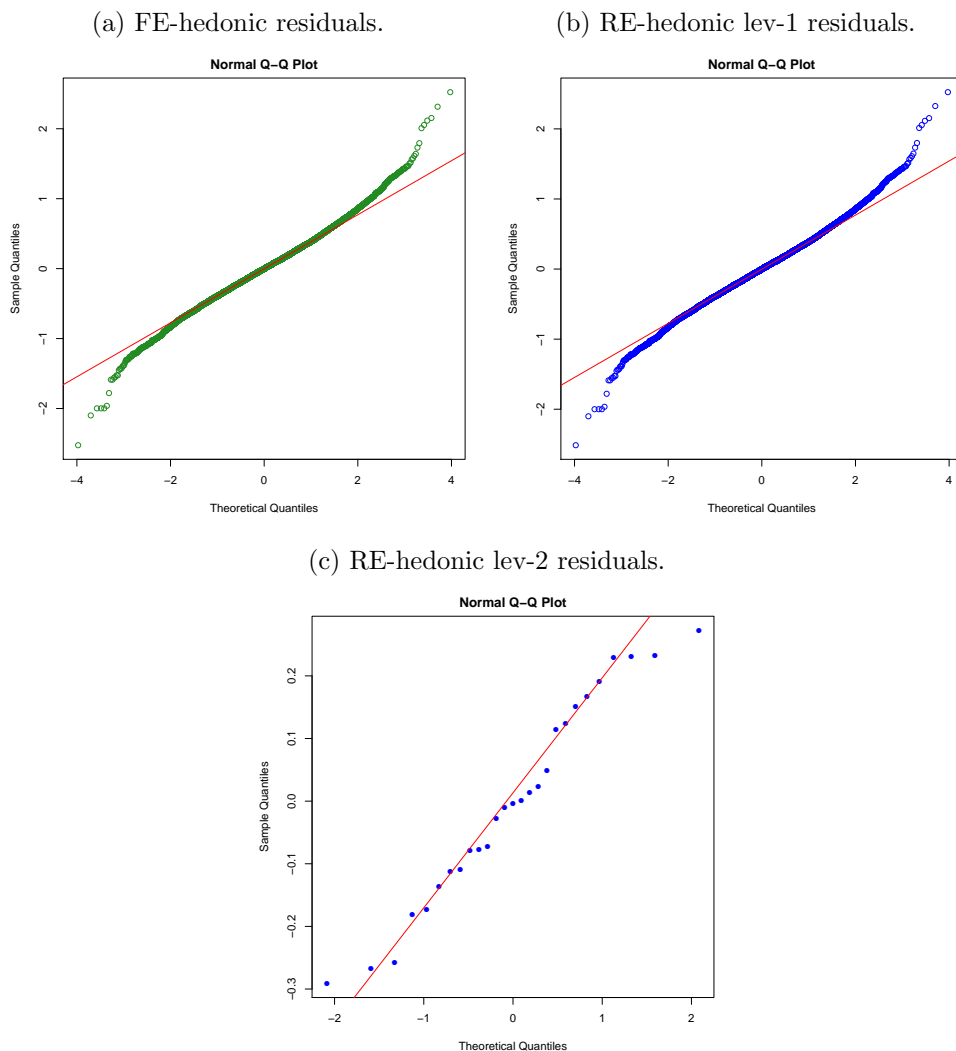 (a) FE-hedonic residuals.
Normal Q−Q Plot
Sample Quantiles
2
1
0
−1
−2
−4
−2
0
2
4
Theoretical Quantiles
(b) RE-hedonic lev-1 residuals.
Normal Q−Q Plot
Sample Quantiles
2
1
0
−1
−2
−4
−2
0
2
4
Theoretical Quantiles
(c) RE-hedonic lev-2 residuals.
Normal Q−Q Plot
Sample Quantiles
0.2
0.1
0.0
−0.1
−0.2
−0.3
−2
−1
0
1
2
Theoretical Quantiles